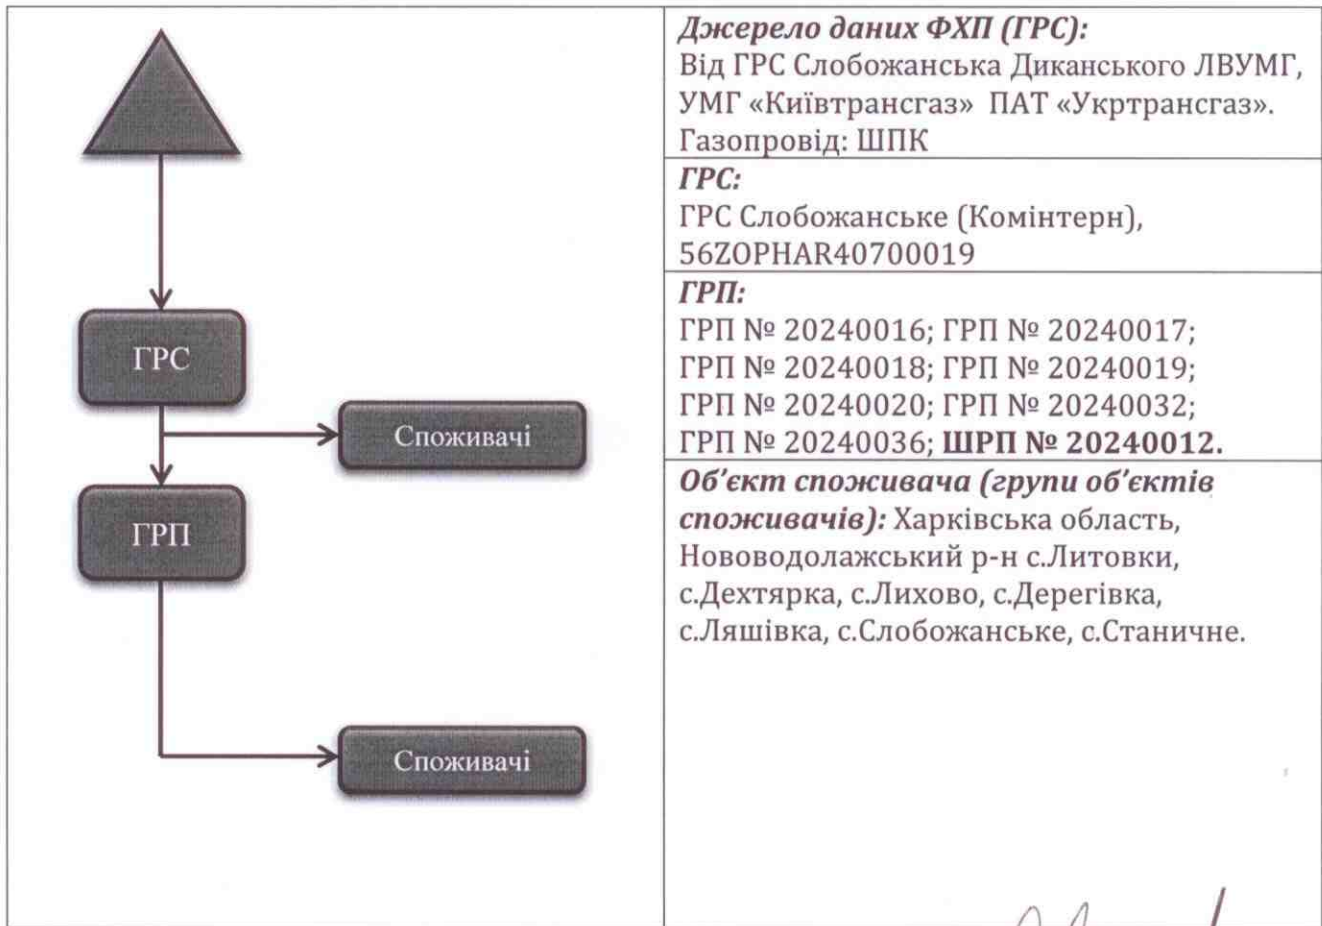 ГРС
Споживачі
ГРП
Споживачі
Джерело даних ФХП (ГРС):
Від ГРС Слобожанська Диканського ЛВУМГ,
УМГ «Київтрансгаз» ПАТ «Укртрансгаз».
Газопровід: ШПК
ГРС:
ГРС Слобожанське (Комінтерн),
56ZOPHAR40700019
ГРП:
ГРП № 20240016; ГРП № 20240017;
ГРП № 20240018; ГРП № 20240019;
ГРП № 20240020; ГРП № 20240032;
ГРП № 20240036; ШРП № 20240012.
Об’єкт споживача (групи об’єктів
споживачів): Харківська область,
Нововодолажський р-н с.Литовки,
с.Дехтярка, с.Лихово, с.Дерегівка,
с.Ляшівка, с.Слобожанське, с.Станичне.